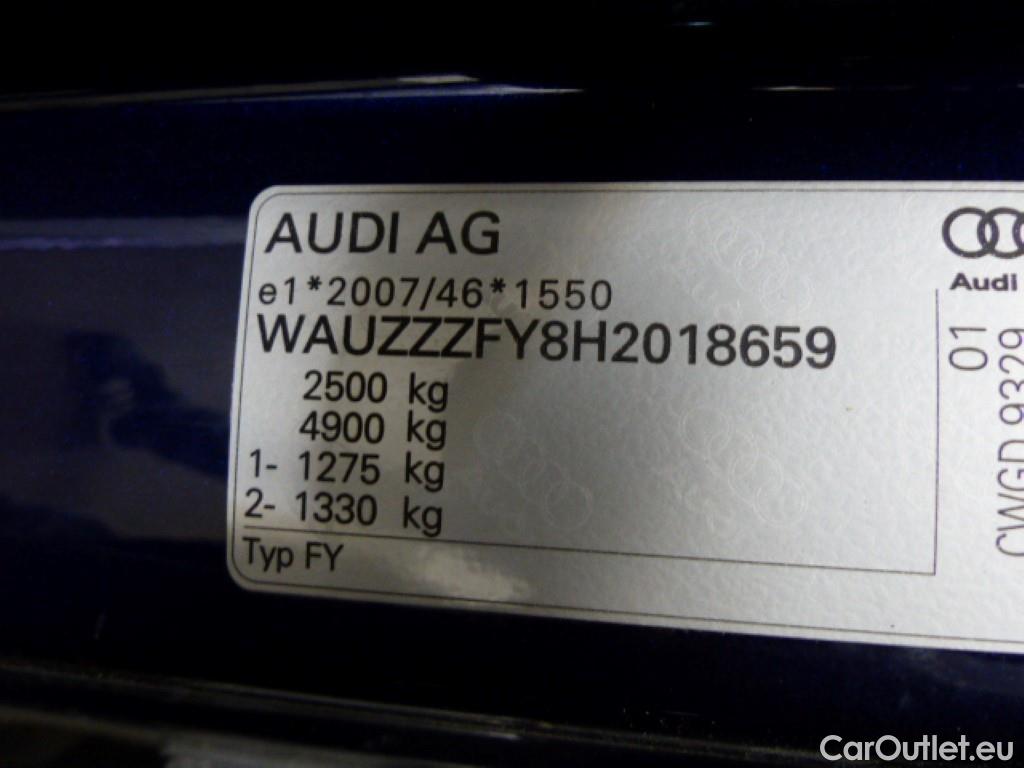 AUDI AG
e1*2007/46*1550
WAUZZZFY8H2018659
2500 kg
4900 kg
1- 1275 kg
2- 1330 kg
Typ FY
Audi
01
CWGD 9329
CarOutlet.eu